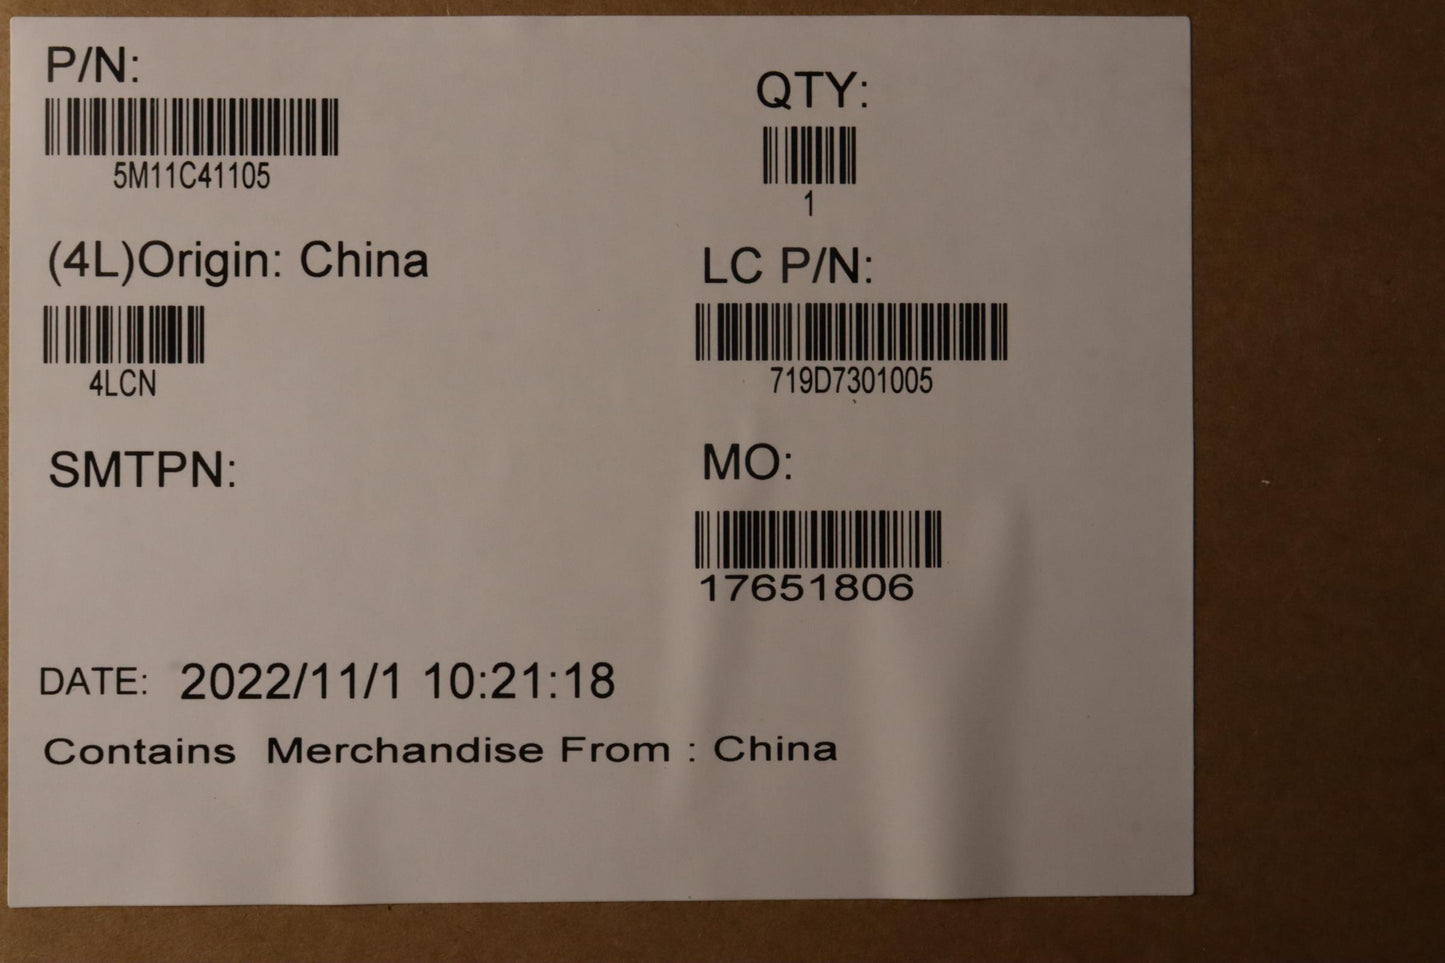 P/N:
5M11C41105
QTY:
1
(4L)Origin: China
4LCN
LC P/N:
719D7301005
SMTPN:
MO:
17651806
DATE: 2022/11/1 10:21:18
Contains Merchandise From : China